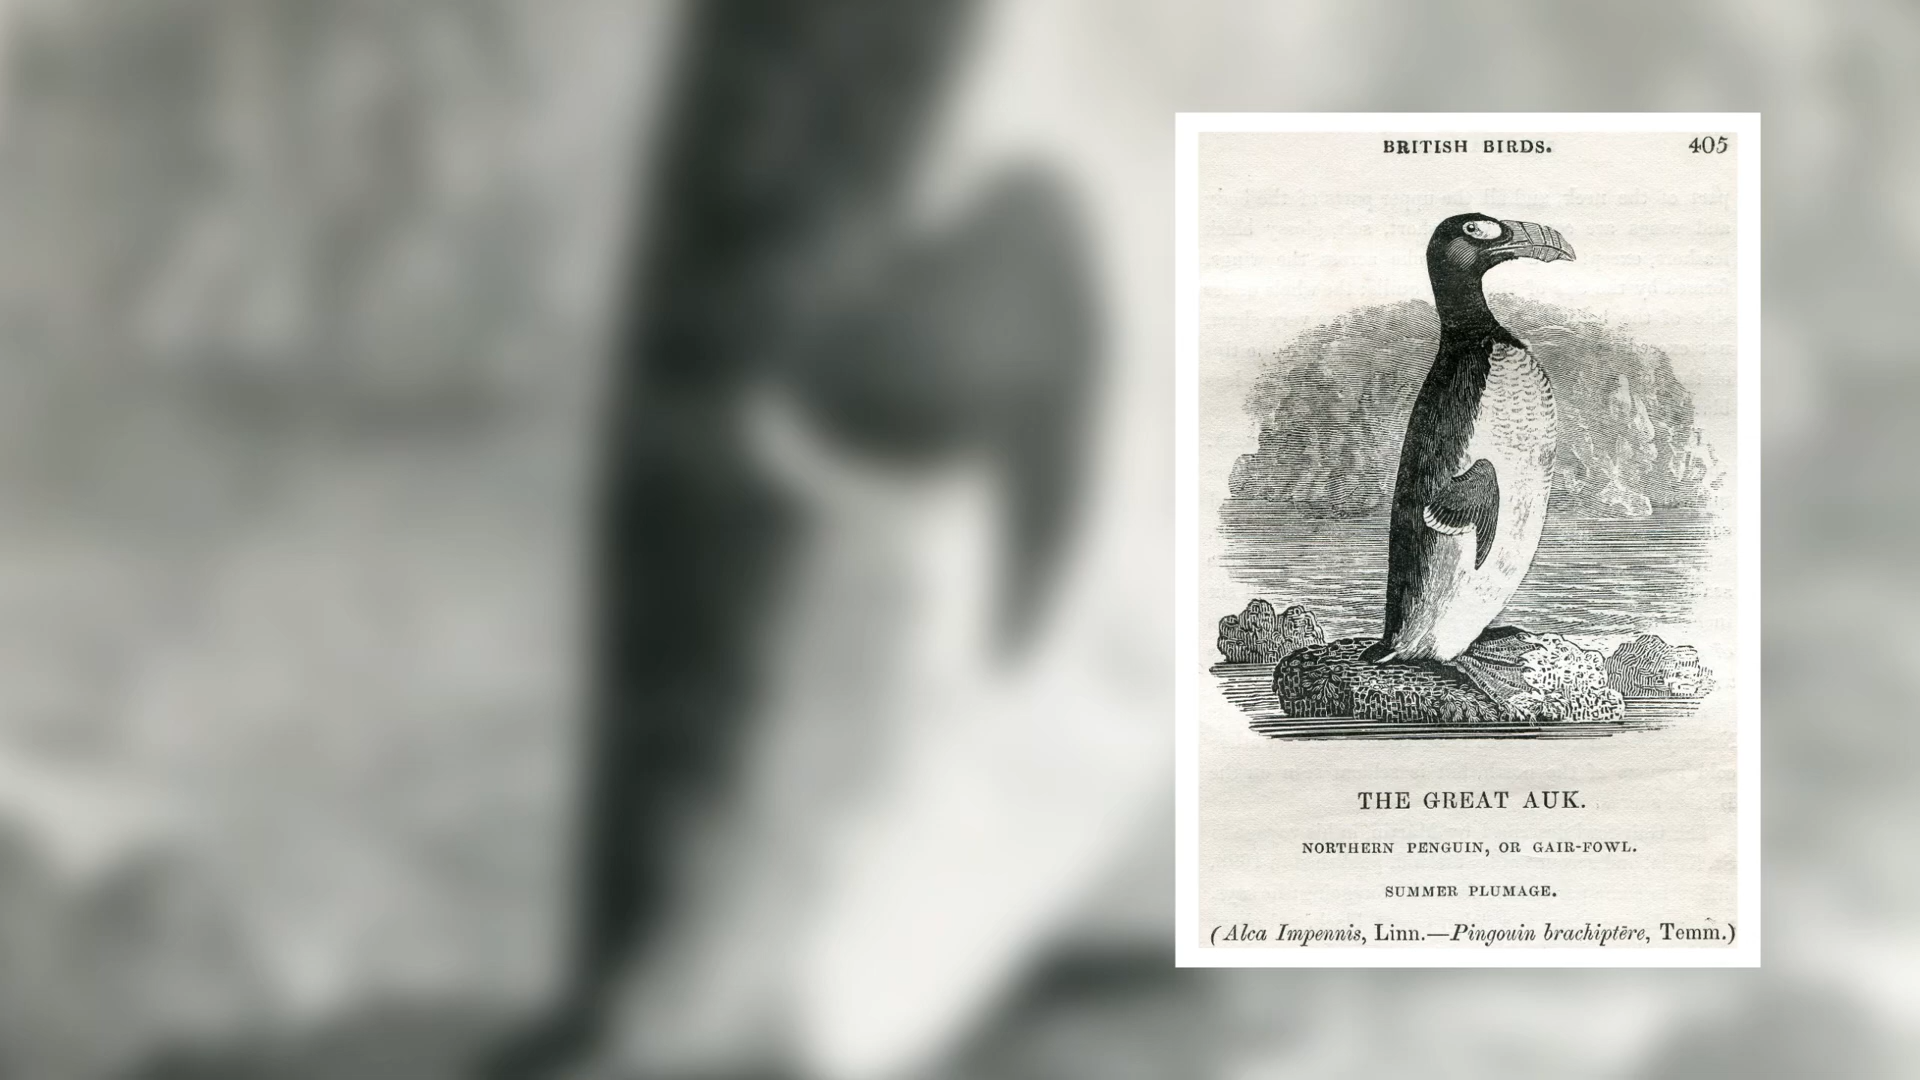 BRITISH BIRDS. 405
THE GREAT AUK.
NORTHERN PENGUIN, OR GAIR-FOWL.
SUMMER PLUMAGE.
(Alca Impennis, Linn.—Pingouin brachiptēre, Temm.)